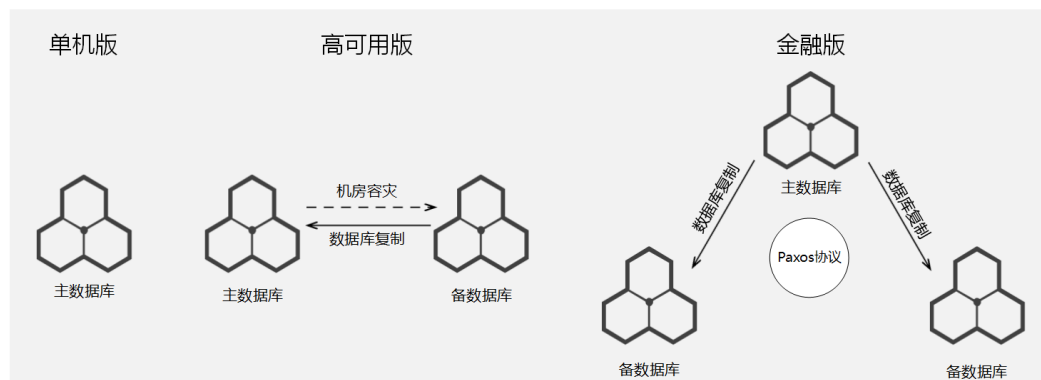 单机版
高可用版
金融版
主数据库
主数据库
机房容灾
数据库复制
备数据库
主数据库
数据库复制
数据库复制
Paxos协议
备数据库
备数据库